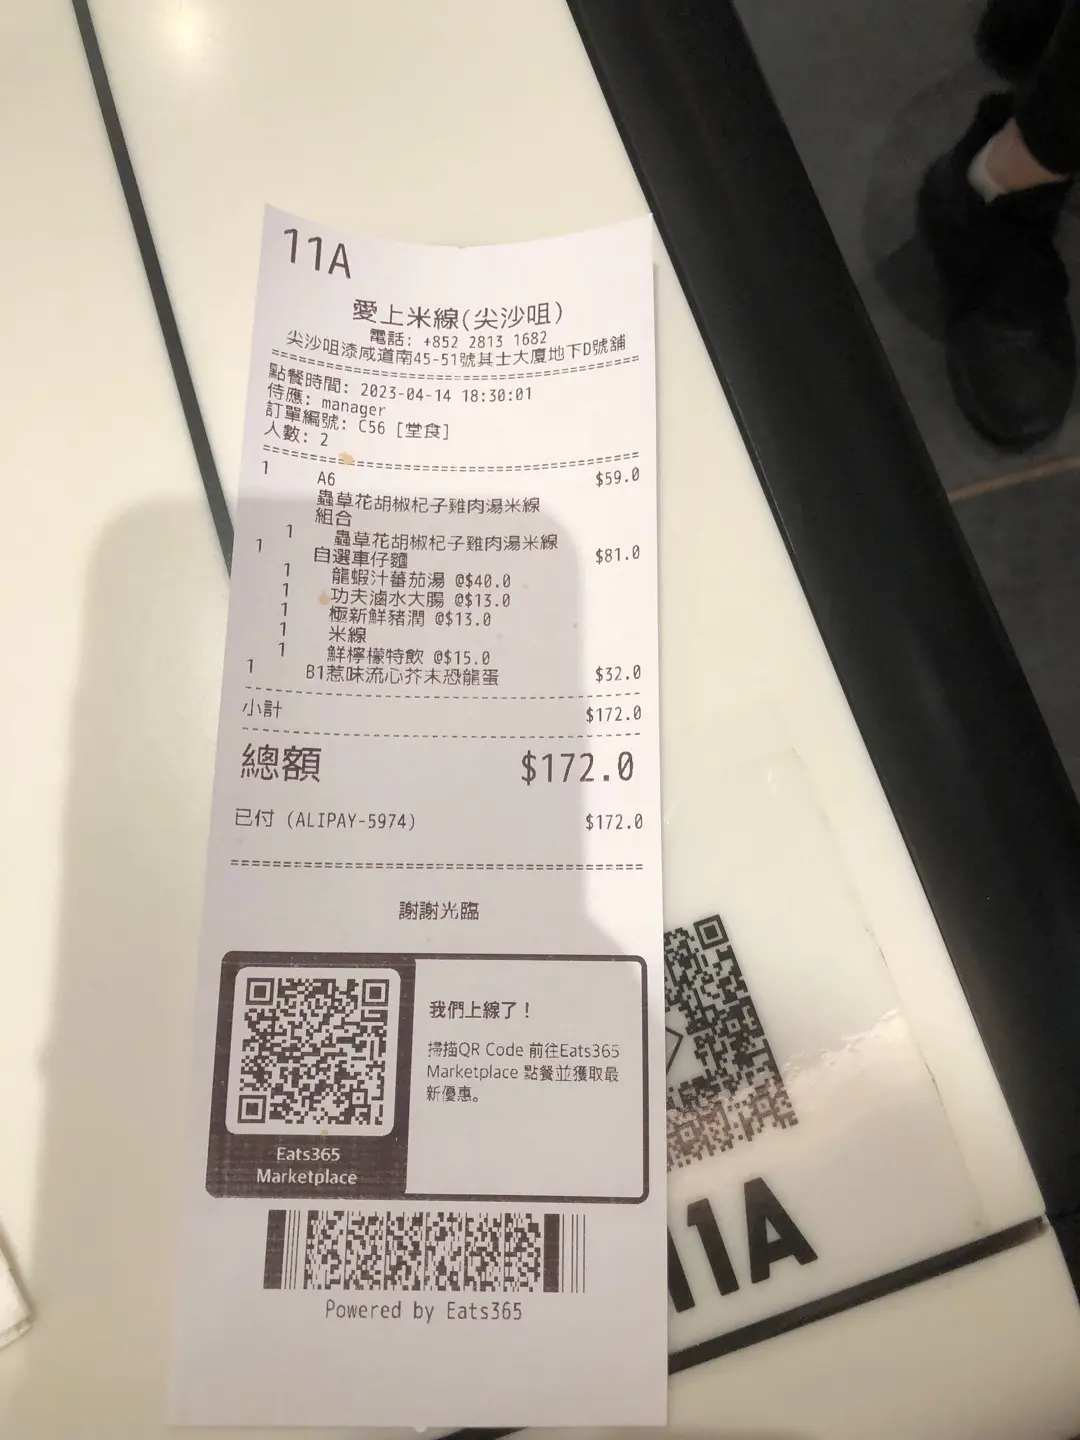 11A
愛上米線(尖沙咀)
電話: +852 2813 1682
尖沙咀漆咸道南45-51號其士大廈地下D號舖
點餐時間: 2023-04-14 18:30:01
侍應: manager
訂單編號: C56 [堂食]
人數: 2
1 A6 $59.0
蟲草花胡椒杞子雞肉湯米線
組合
1 蟲草花胡椒杞子雞肉湯米線
1 自選車仔麵 $81.0
1 龍蝦汁蕃茄湯 @$40.0
1 功夫滷水大腸 @$13.0
1 極新鮮豬潤 @$13.0
1 米線
1 鮮檸檬特飲 @$15.0
1 B1惹味流心芥末恐龍蛋 $32.0
小計 $172.0
總額 $172.0
已付 (ALIPAY-5974) $172.0
謝謝光臨
我們上線了！
掃描QR Code 前往Eats365
Marketplace 點餐並獲取最
新優惠。
Eats365
Marketplace
Powered by Eats365
11A